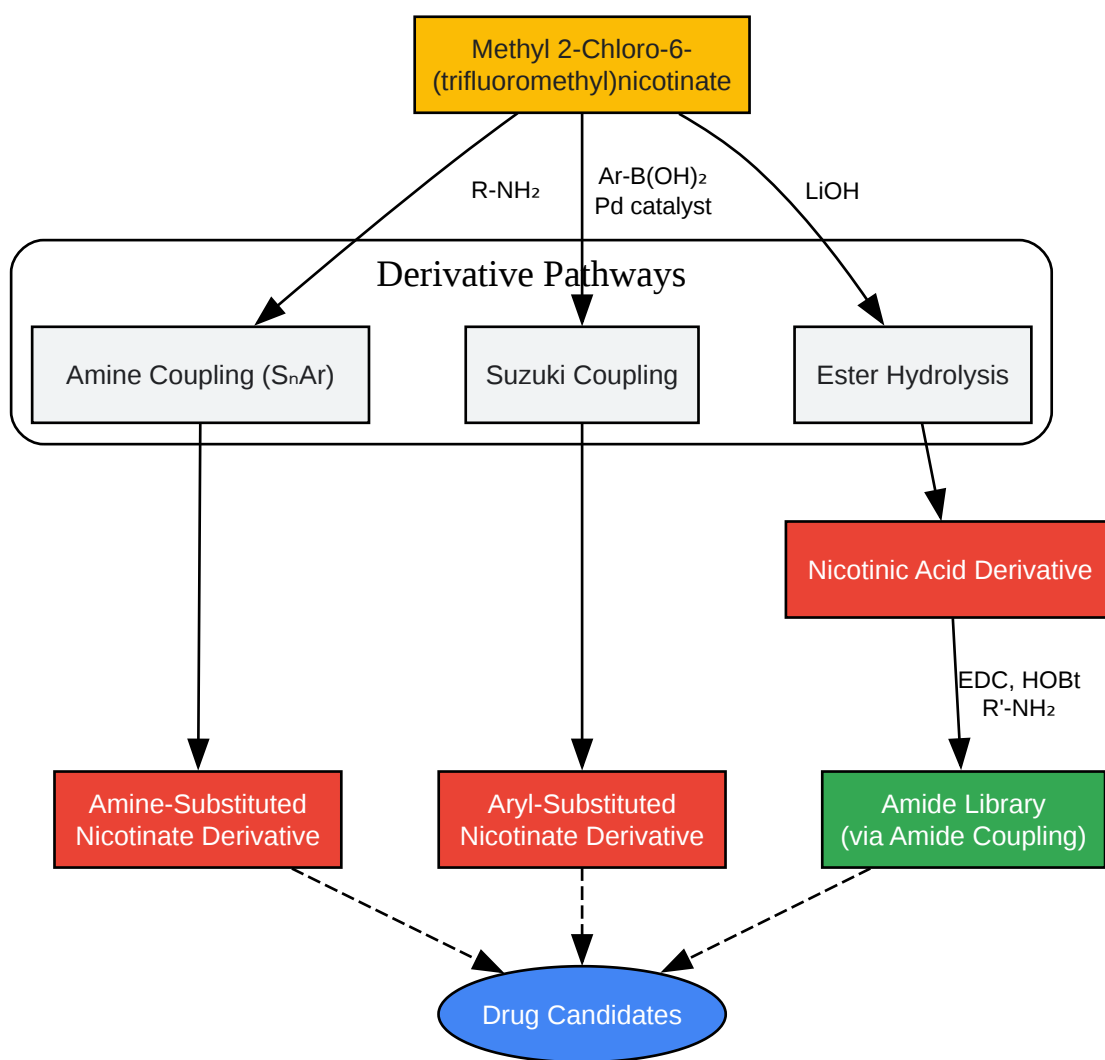 Methyl 2-Chloro-6-
(trifluoromethyl)nicotinate
R-NH₂
Ar-B(OH)₂
Pd catalyst
LiOH
Derivative Pathways
Amine Coupling (SₙAr)
Suzuki Coupling
Ester Hydrolysis
Nicotinic Acid Derivative
EDC, HOBt
R'-NH₂
Amine-Substituted
Nicotinate Derivative
Aryl-Substituted
Nicotinate Derivative
Amide Library
(via Amide Coupling)
Drug Candidates